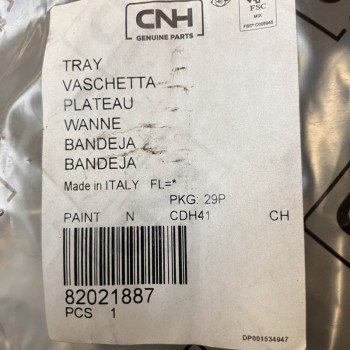 CNH
GENUINE PARTS
FSC
MIX
TRAY
VASCHETTA
PLATEAU
WANNE
BANDEJA
BANDEJA
Made in ITALY FL=*
PKG: 29P
PAINT N CDH41 CH
82021887
PCS 1
DP001534947